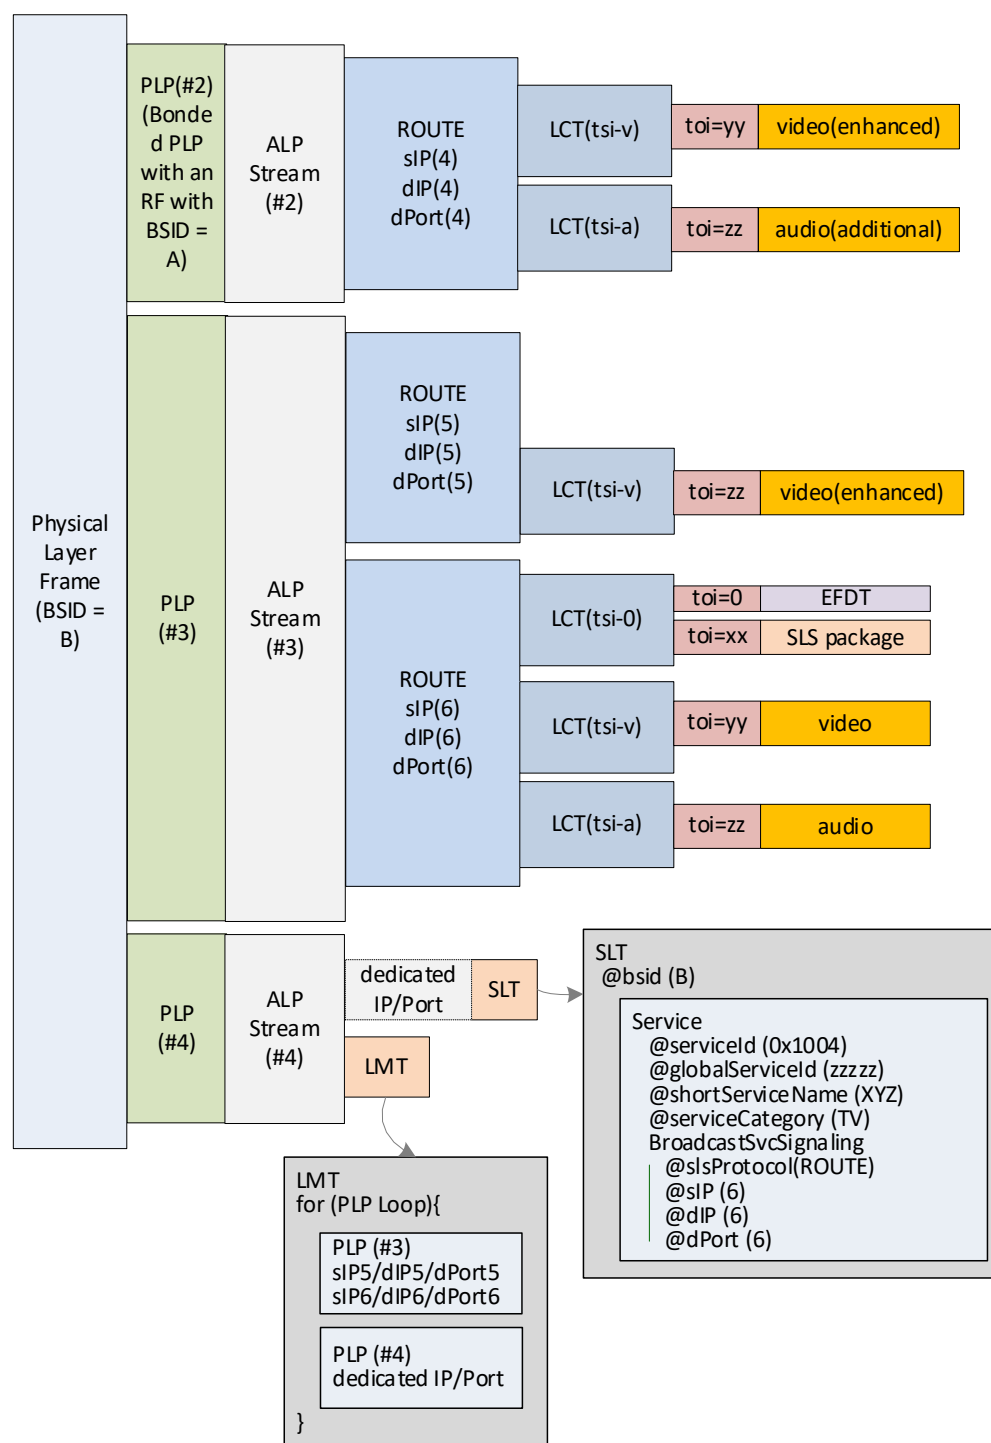 Physical
Layer
Frame
(BSID =
B)
PLP(#2)
(Bonde
d PLP
with an
RF with
BSID =
A)
ALP
Stream
(#2)
ROUTE
sIP(4)
dIP(4)
dPort(4)
LCT(tsi-v)
toi=yy
video(enhanced)
LCT(tsi-a)
toi=zz
audio(additional)
PLP
(#3)
ALP
Stream
(#3)
ROUTE
sIP(5)
dIP(5)
dPort(5)
LCT(tsi-v)
toi=zz
video(enhanced)
ROUTE
sIP(6)
dIP(6)
dPort(6)
LCT(tsi-0)
toi=0
EFDT
toi=xx
SLS package
LCT(tsi-v)
toi=yy
video
LCT(tsi-a)
toi=zz
audio
PLP
(#4)
ALP
Stream
(#4)
dedicated
IP/Port
SLT
LMT
SLT
@bsid (B)
Service
@serviceId (0x1004)
@globalServiceId (zzzzz)
@shortServiceName (XYZ)
@serviceCategory (TV)
BroadcastSvcSignaling
@slsProtocol(ROUTE)
@sIP (6)
@dIP (6)
@dPort (6)
LMT
for (PLP Loop){
PLP (#3)
sIP5/dIP5/dPort5
sIP6/dIP6/dPort6
PLP (#4)
dedicated IP/Port
}